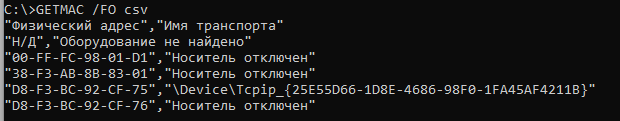 C:\>GETMAC /FO csv
"Физический адрес","Имя транспорта"
"Н/Д","Оборудование не найдено"
"00-FF-FC-98-01-D1","Носитель отключен"
"38-F3-AB-8B-83-01","Носитель отключен"
"D8-F3-BC-92-CF-75","\Device\Tcpip_{25E55D66-1D8E-4686-98F0-1FA45AF4211B}"
"D8-F3-BC-92-CF-76","Носитель отключен"